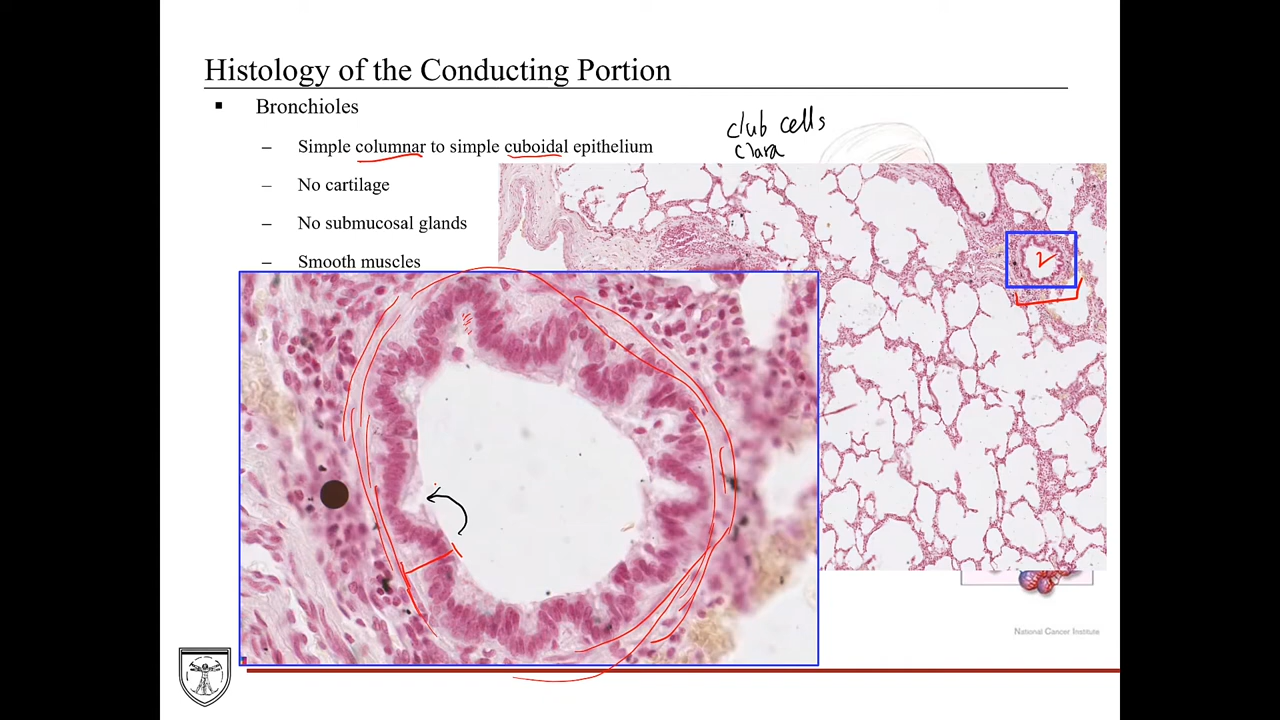 Histology of the Conducting Portion
▪ Bronchioles
– Simple columnar to simple cuboidal epithelium
– No cartilage
– No submucosal glands
– Smooth muscles
club cells
clara
National Cancer Institute